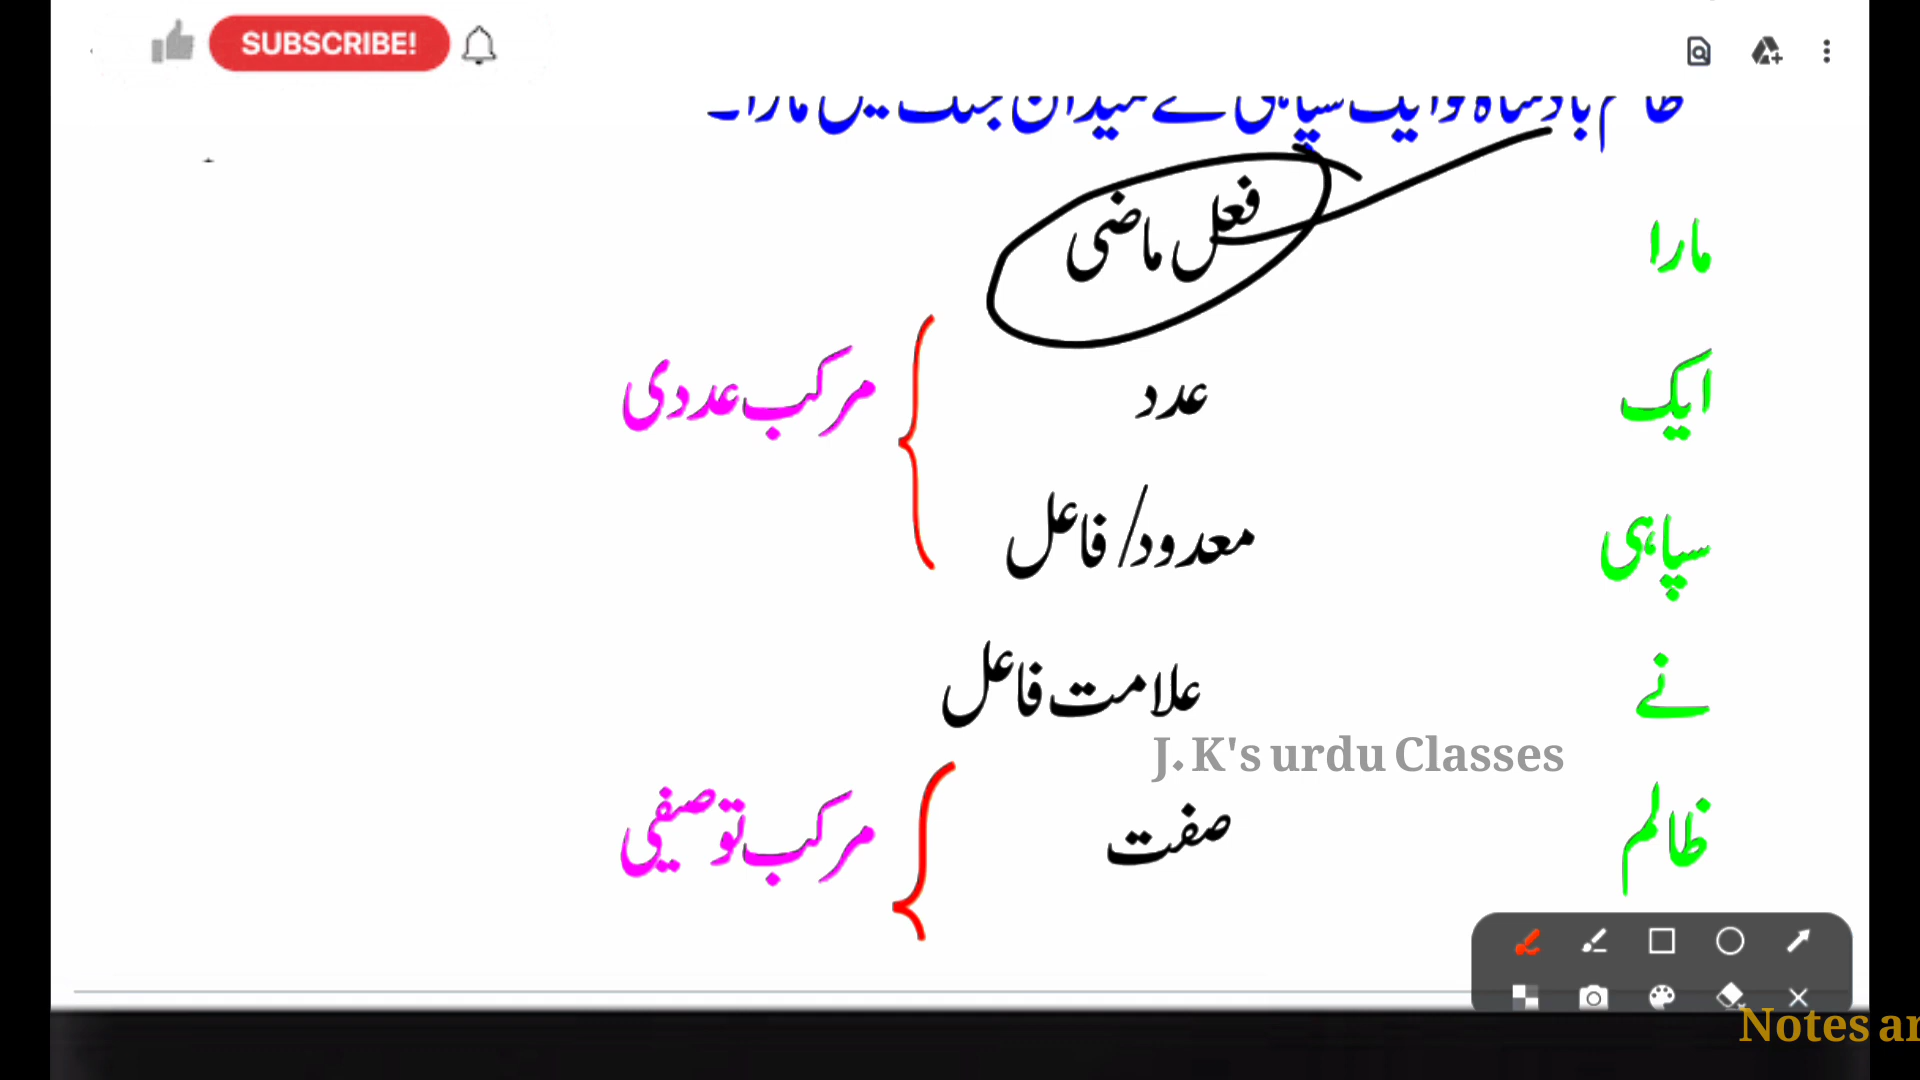 SUBSCRIBE!
ظالم بادشاہ کو ایک سپاہی نے میدان جنگ میں مارا۔
مارا فعل ماضی
ایک عدد مرکب عددی
سپاہی معدود/فاعل
نے علامت فاعل
J.K's urdu Classes
ظالم صفت مرکب توصیفی
Notes